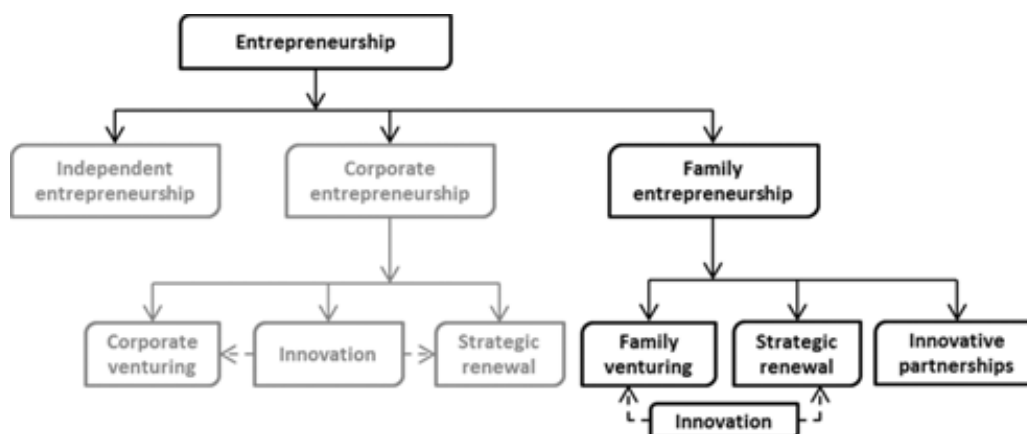 Entrepreneurship
Independent
entrepreneurship
Corporate
entrepreneurship
Family
entrepreneurship
Corporate
venturing
Innovation
Strategic
renewal
Family
venturing
Strategic
renewal
Innovative
partnerships
Innovation